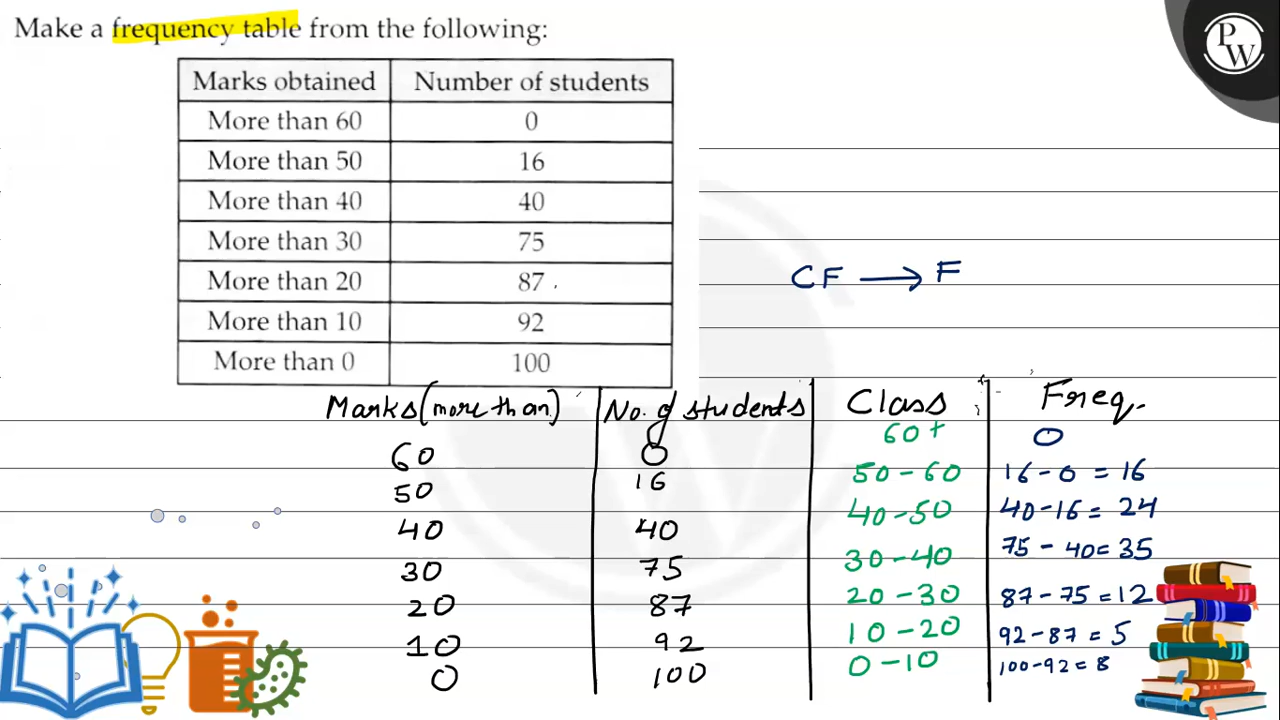 Make a frequency table from the following:
PW
Marks obtained Number of students
More than 60 0
More than 50 16
More than 40 40
More than 30 75
More than 20 87
More than 10 92
More than 0 100
CF → F
Marks (more than) No. of students Class Freq.
60 0 60+ 0
50 16 50-60 16-0=16
40 40 40-50 40-16=24
30 75 30-40 75-40=35
20 87 20-30 87-75=12
10 92 10-20 92-87=5
0 100 0-10 100-92=8